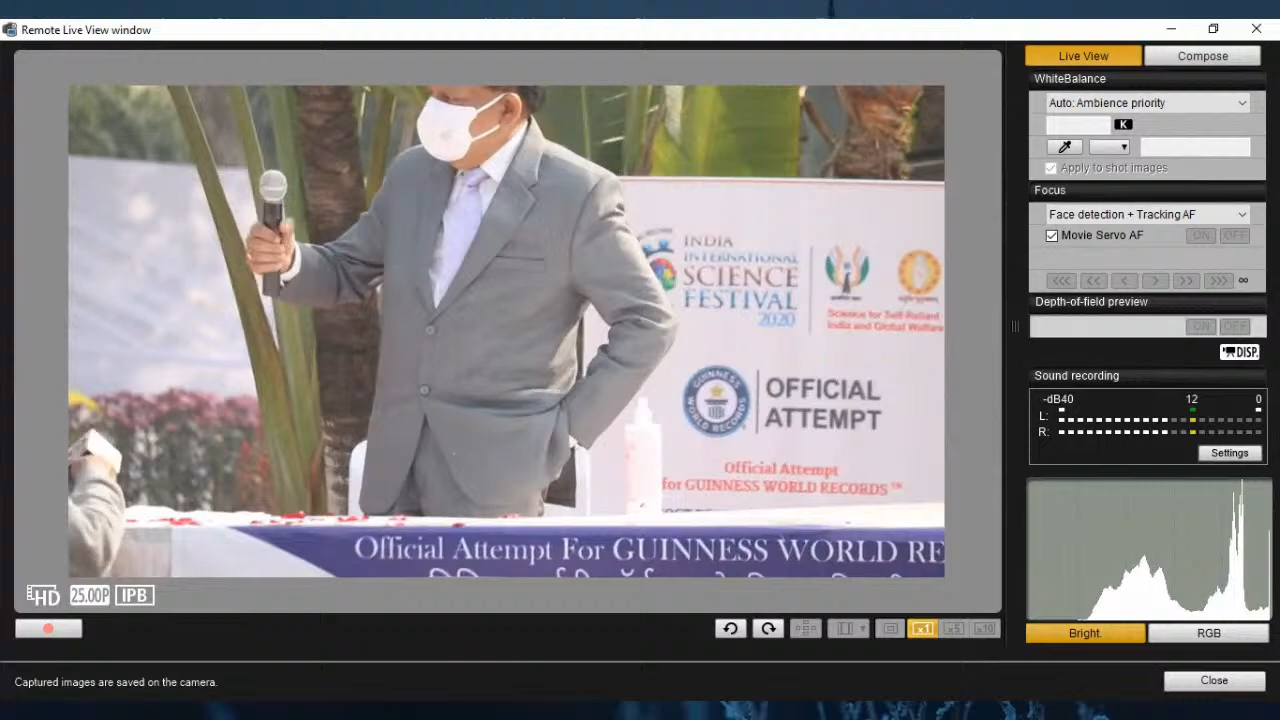 Remote Live View window
Live View
Compose
WhiteBalance
Auto: Ambience priority
K
Apply to shot images
Focus
Face detection + Tracking AF
Movie Servo AF
ON
OFF
<<<
<<
<
>
>>
>>>
∞
Depth-of-field preview
ON
OFF
DISP.
Sound recording
-dB40
12
0
L:
R:
Settings
Bright.
RGB
INDIA
INTERNATIONAL
SCIENCE
FESTIVAL
2020
Science for Self-Reliant
India and Global Welfare
GUINNESS
WORLD RECORDS
OFFICIAL
ATTEMPT
Official Attempt
for GUINNESS WORLD RECORDS™
Official Attempt For GUINNESS WORLD RE
HD
25.00P
IPB
x1
x5
x10
Captured images are saved on the camera.
Close